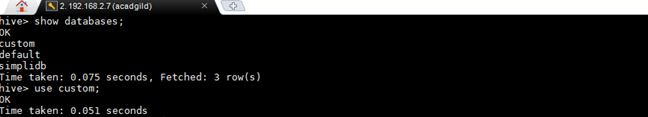 2. 192.168.2.7 (acadgild)
hive> show databases;
OK
custom
default
simplidb
Time taken: 0.075 seconds, Fetched: 3 row(s)
hive> use custom;
OK
Time taken: 0.051 seconds